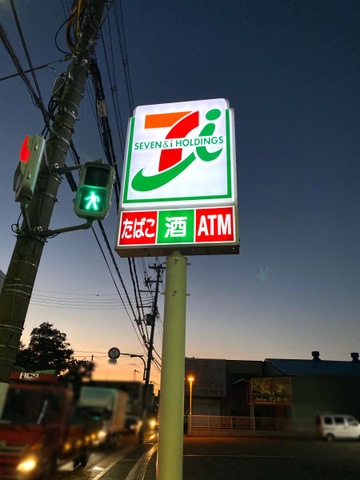 7i
SEVEN&i HOLDINGS
たばこ 酒 ATM